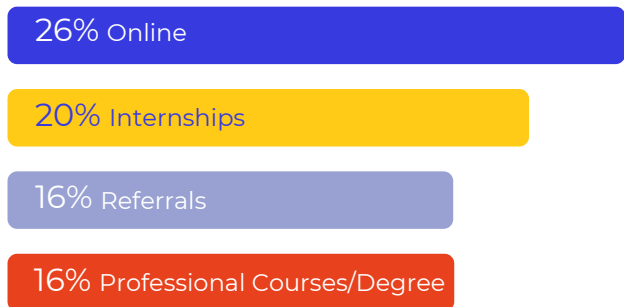 26% Online
20% Internships
16% Referrals
16% Professional Courses/Degree